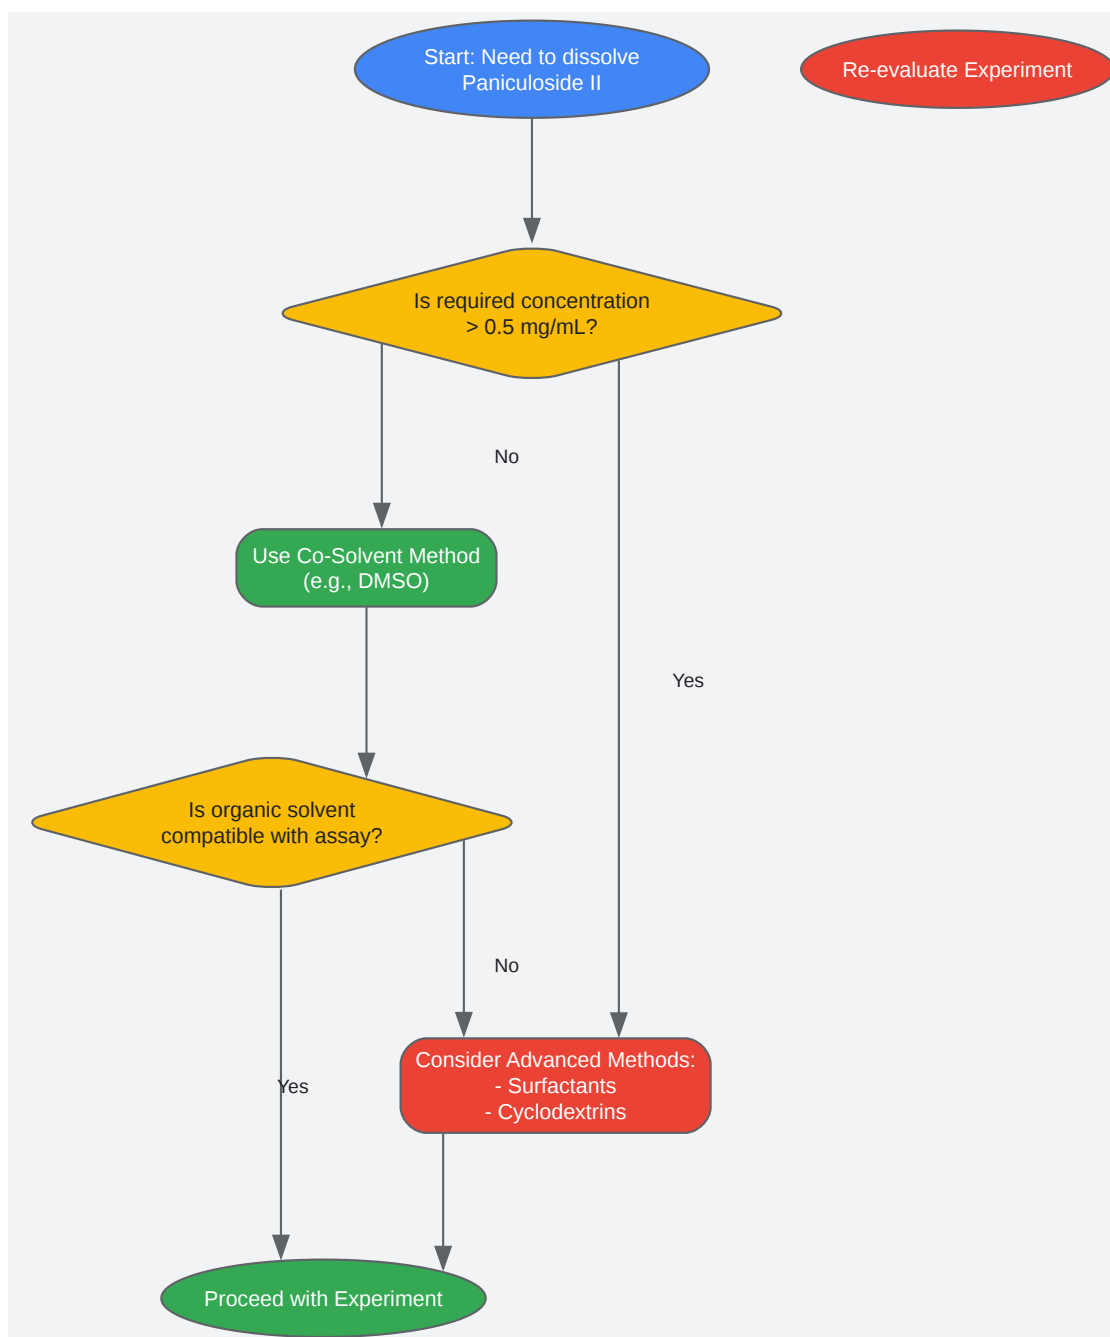 Start: Need to dissolve
Paniculoside II
Re-evaluate Experiment
Is required concentration
> 0.5 mg/mL?
No
Use Co-Solvent Method
(e.g., DMSO)
Yes
Is organic solvent
compatible with assay?
No
Consider Advanced Methods:
- Surfactants
- Cyclodextrins
Yes
Proceed with Experiment